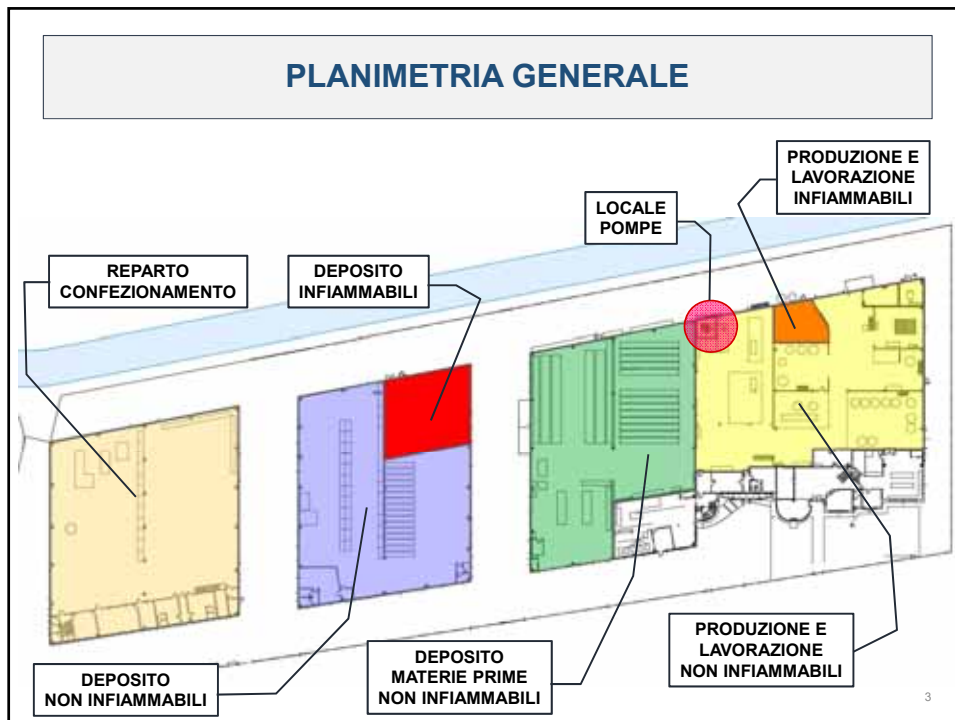 PLANIMETRIA GENERALE
PRODUZIONE E
LAVORAZIONE
INFIAMMABILI
LOCALE
POMPE
REPARTO
CONFEZIONAMENTO
DEPOSITO
INFIAMMABILI
DEPOSITO
NON INFIAMMABILI
DEPOSITO
MATERIE PRIME
NON INFIAMMABILI
PRODUZIONE E
LAVORAZIONE
NON INFIAMMABILI
3